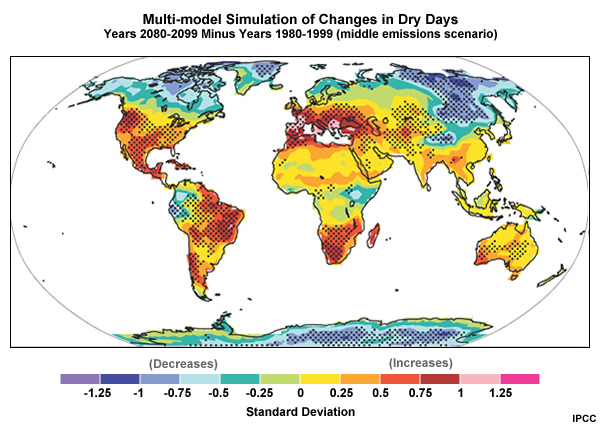 Multi-model Simulation of Changes in Dry Days
Years 2080-2099 Minus Years 1980-1999 (middle emissions scenario)
(Decreases) (Increases)
-1.25 -1 -0.75 -0.5 -0.25 0 0.25 0.5 0.75 1 1.25
Standard Deviation
IPCC